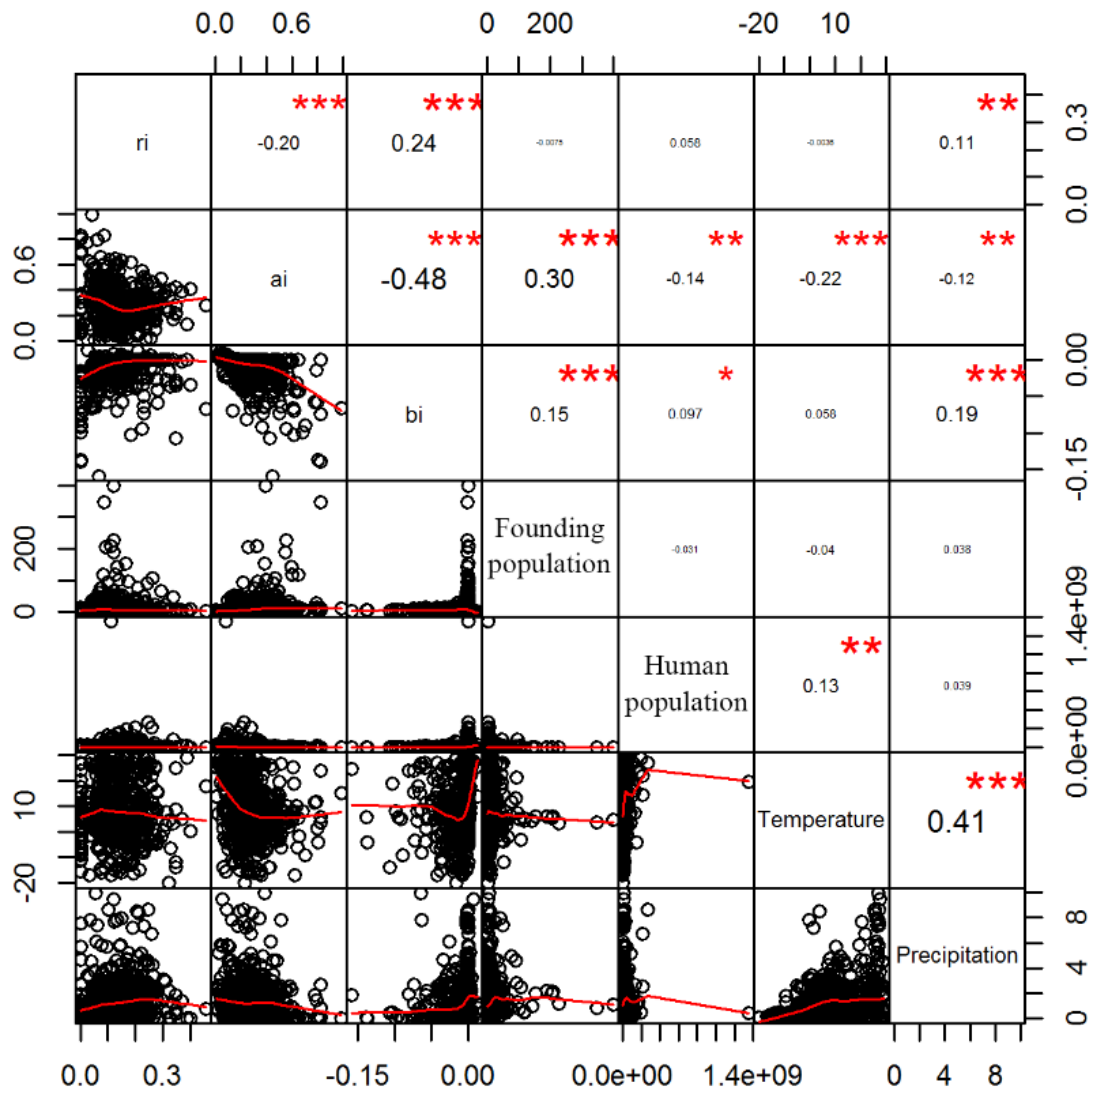 0.0 0.6 0 200 -20 10
*** *** **
ri -0.20 0.24 -0.0075 0.058 -0.0036 0.11 0.3
0.0
*** *** ** *** **
0.6 ai -0.48 0.30 -0.14 -0.22 -0.12
0.0
*** * *** 0.00
bi 0.15 0.097 0.058 0.19
-0.15
Founding
200 population -0.031 -0.04 0.038
0
** 1.4e+09
Human
population 0.13 0.039
0.0e+00
***
10 Temperature 0.41
-20
8
Precipitation
4
0
0.0 0.3 -0.15 0.00 0.0e+00 1.4e+09 0 4 8